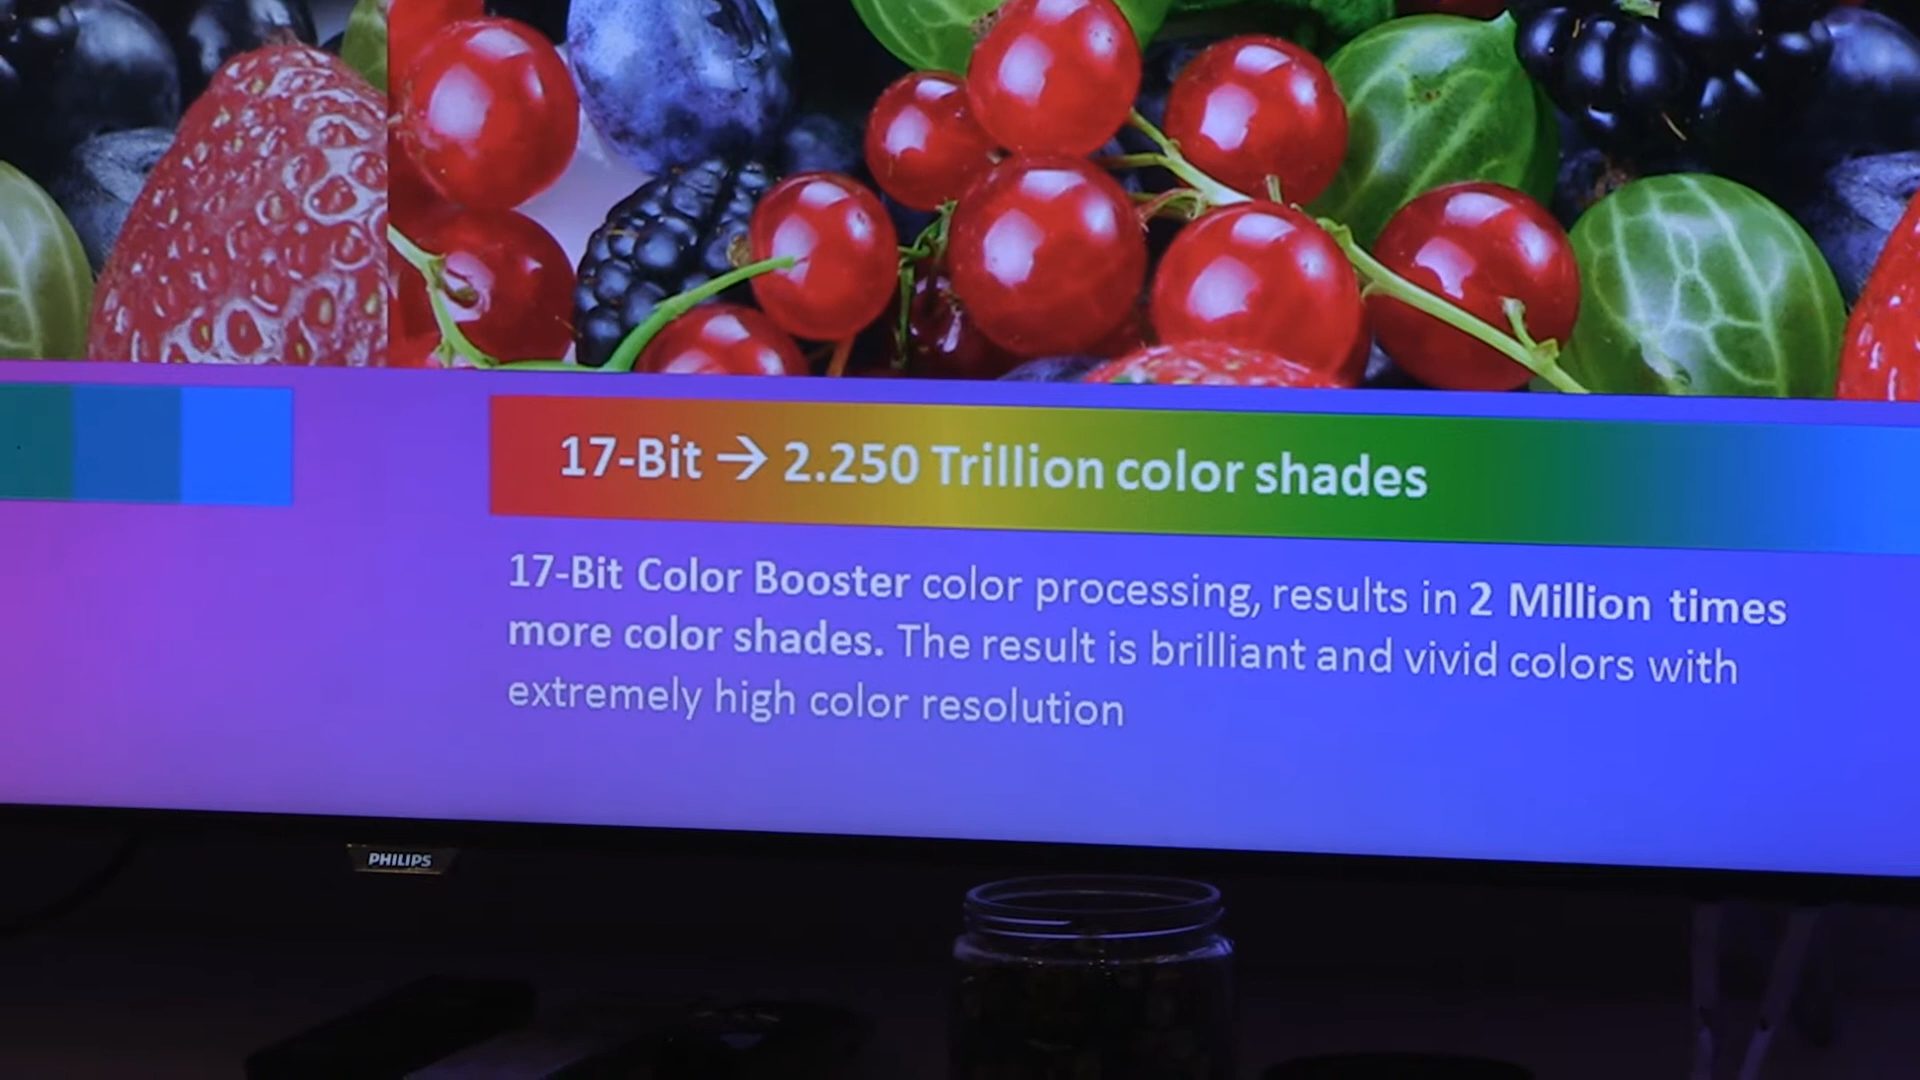 17-Bit → 2.250 Trillion color shades
17-Bit Color Booster color processing, results in 2 Million times
more color shades. The result is brilliant and vivid colors with
extremely high color resolution
PHILIPS